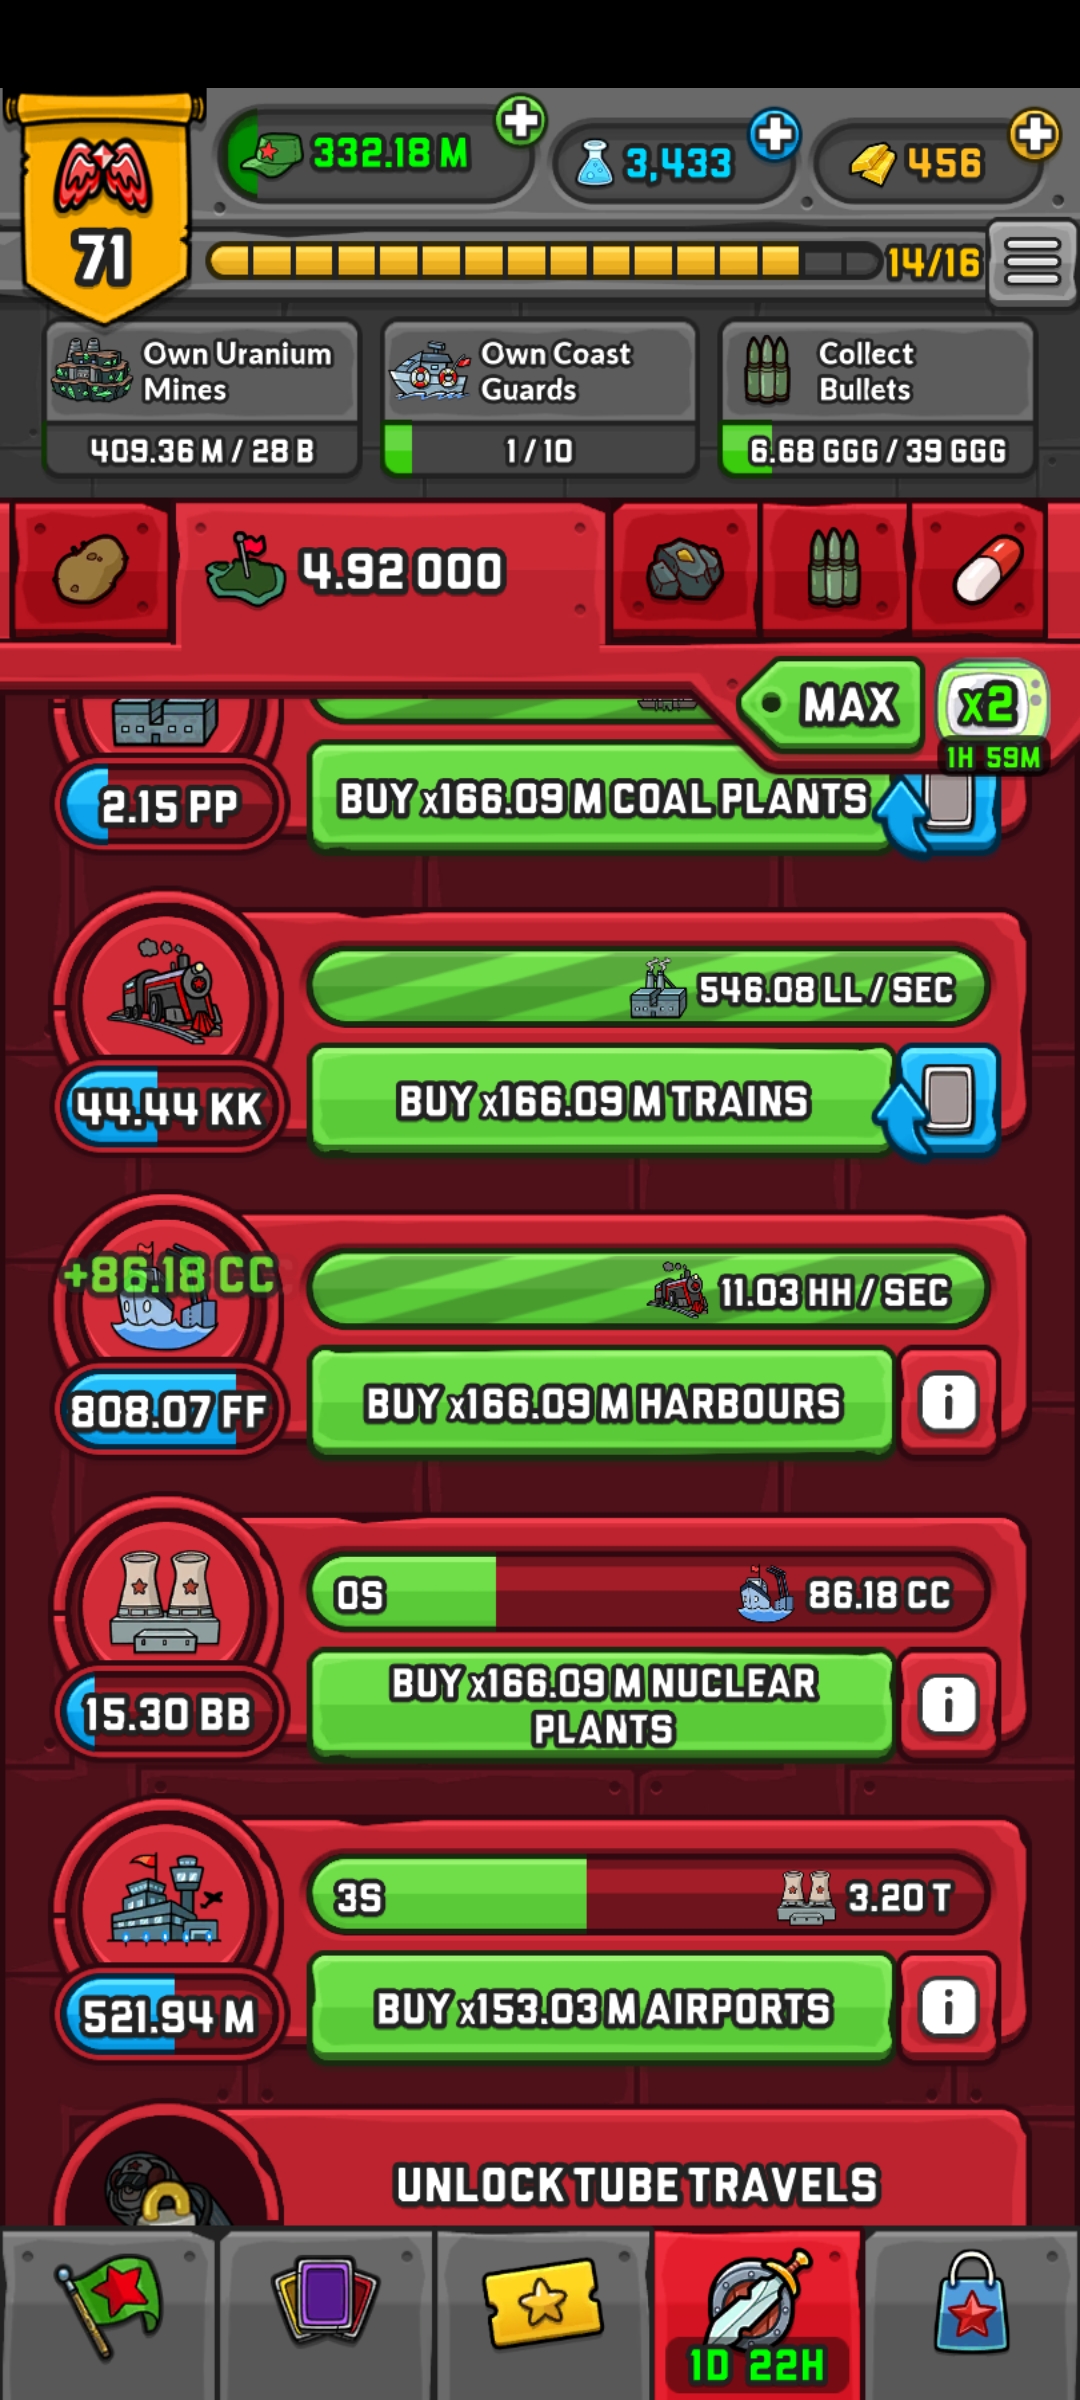 332.18 M
3,433
456
71
14/16
Own Uranium
Mines
409.36 M / 28 B
Own Coast
Guards
1 / 10
Collect
Bullets
6.68 GGG / 39 GGG
4.92 000
MAX
x2
1H 59M
2.15 PP
BUY x166.09 M COAL PLANTS
546.08 LL / SEC
44.44 KK
BUY x166.09 M TRAINS
+86.18 CC
11.03 HH / SEC
808.07 FF
BUY x166.09 M HARBOURS
i
0S
86.18 CC
15.30 BB
BUY x166.09 M NUCLEAR
PLANTS
i
3S
3.20 T
521.94 M
BUY x153.03 M AIRPORTS
i
UNLOCK TUBE TRAVELS
1D 22H